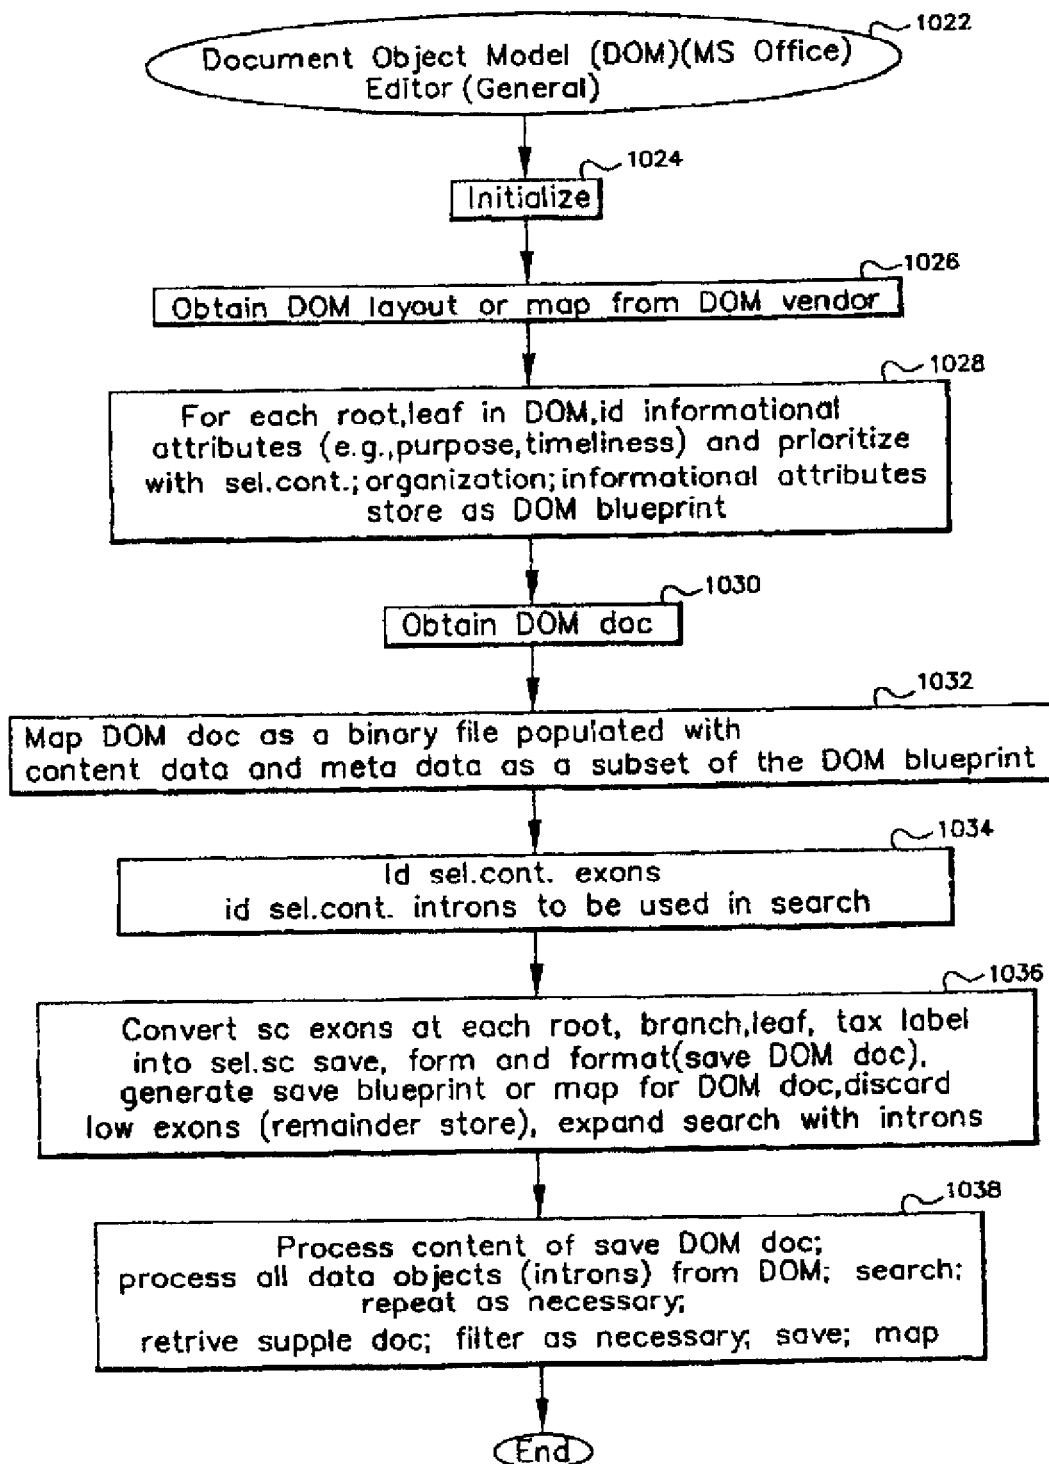 1022
Document Object Model (DOM)(MS Office)
Editor (General)
1024
Initialize
1026
Obtain DOM layout or map from DOM vendor
1028
For each root,leaf in DOM,id informational
attributes (e.g.,purpose,timeliness) and prioritize
with sel.cont.; organization; informational attributes
store as DOM blueprint
1030
Obtain DOM doc
1032
Map DOM doc as a binary file populated with
content data and meta data as a subset of the DOM blueprint
1034
Id sel.cont. exons
id sel.cont. introns to be used in search
1036
Convert sc exons at each root, branch,leaf, tax label
into sel.sc save, form and format(save DOM doc),
generate save blueprint or map for DOM doc,discard
low exons (remainder store), expand search with introns
1038
Process content of save DOM doc;
process all data objects (introns) from DOM; search;
repeat as necessary;
retrive supple doc; filter as necessary; save; map
End